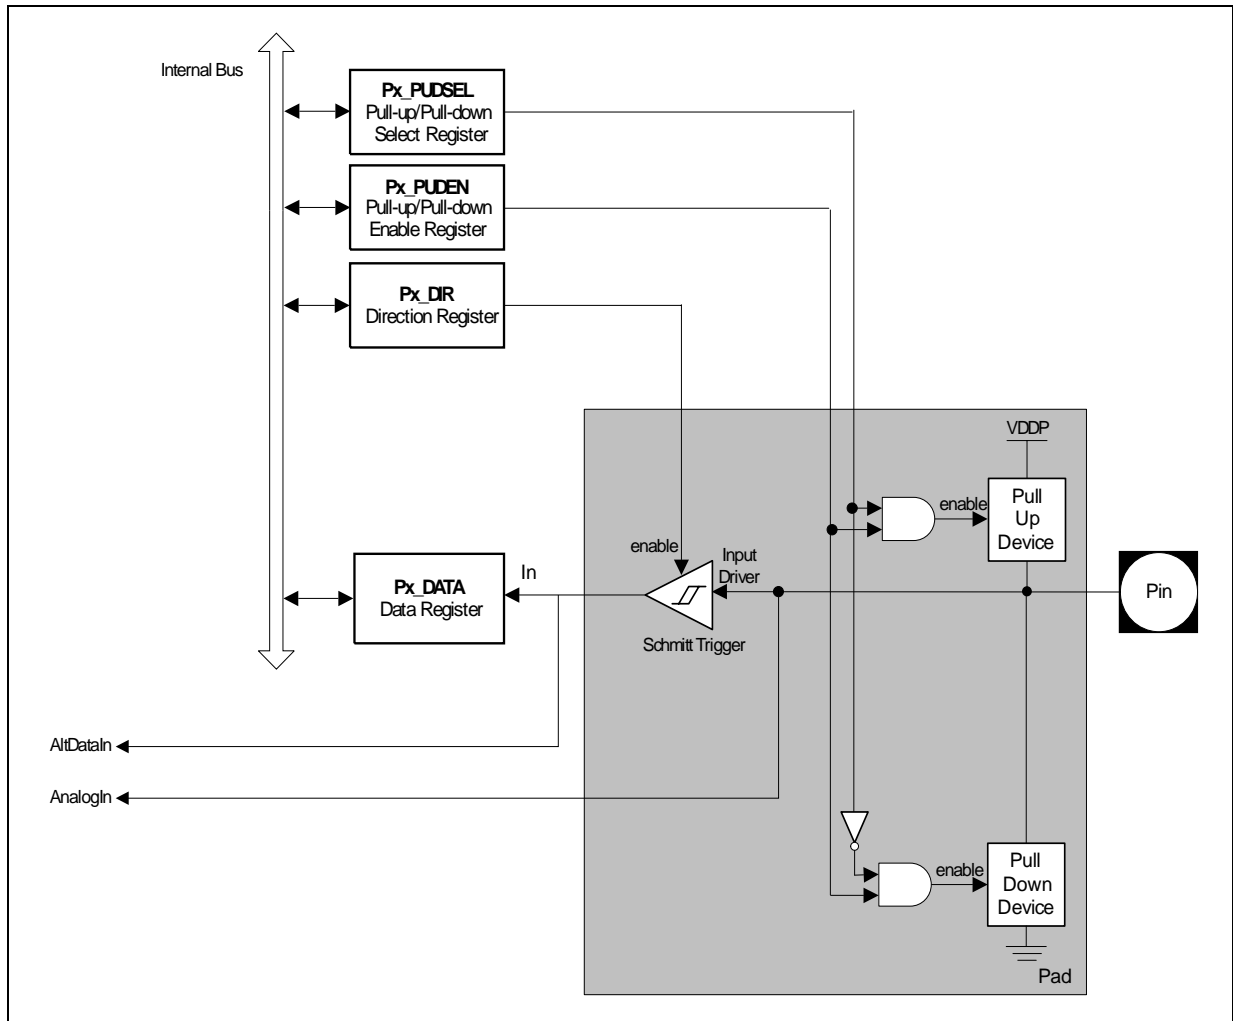 Internal Bus
Px_PUDSEL
Pull-up/Pull-down
Select Register
Px_PUDEN
Pull-up/Pull-down
Enable Register
Px_DIR
Direction Register
VDDP
Pull
Up
Device
enable
enable
Input
Driver
In
Px_DATA
Data Register
Schmitt Trigger
Pin
AltDataIn
AnalogIn
enable
Pull
Down
Device
Pad